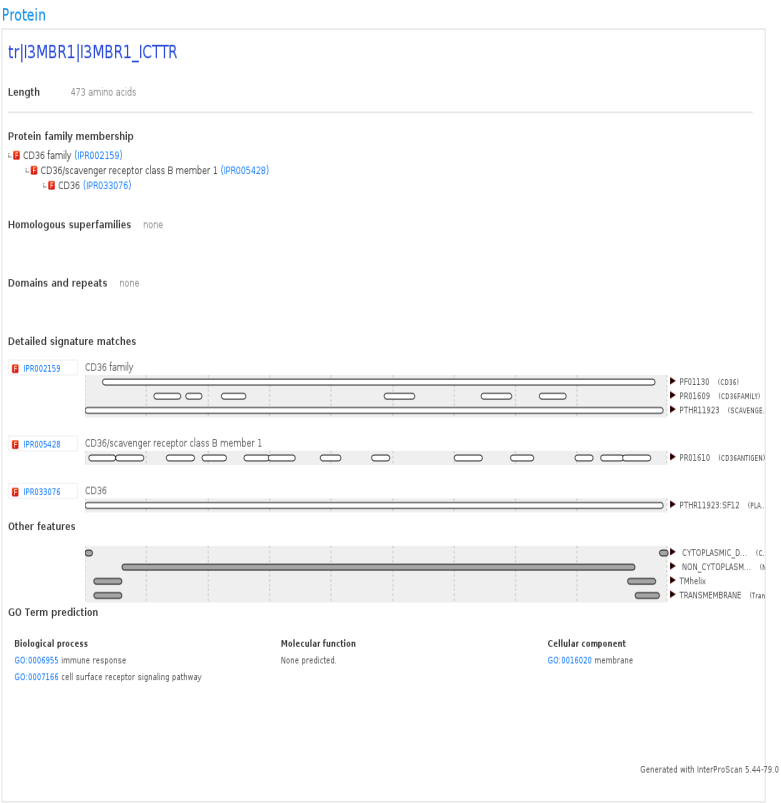 Protein
tr|I3MBR1|I3MBR1_ICTTR
Length 473 amino acids
Protein family membership
F CD36 family (IPR002159)
F CD36/scavenger receptor class B member 1 (IPR005428)
F CD36 (IPR033076)
Homologous superfamilies none
Domains and repeats none
Detailed signature matches
F IPR002159 CD36 family
PF01130 (CD36)
PR01609 (CD36FAMILY)
PTHR11923 (SCAVENGE.
F IPR005428 CD36/scavenger receptor class B member 1
PR01610 (CD36ANTIGEN)
F IPR033076 CD36
PTHR11923:SF12 (PLA..
Other features
CYTOPLASMIC_D... (C.
NON_CYTOPLASM... (N
TMhelix
TRANSMEMBRANE (Tran
GO Term prediction
Biological process
GO:0006955 immune response
GO:0007166 cell surface receptor signaling pathway
Molecular function
None predicted.
Cellular component
GO:0016020 membrane
Generated with InterProScan 5.44-79.0